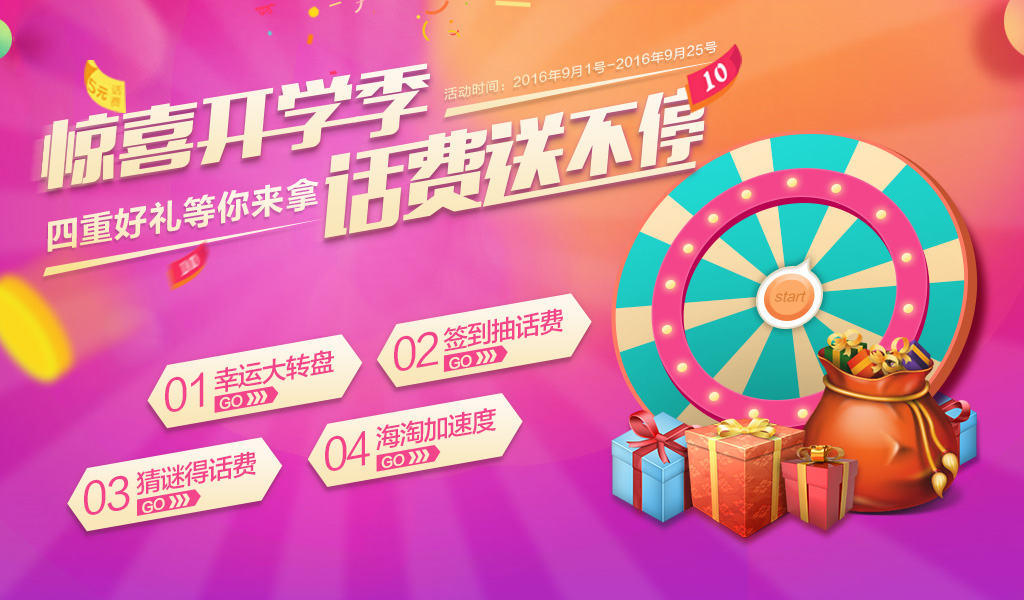 惊喜开学季
活动时间：2016年9月1号-2016年9月25号
话费送不停
四重好礼等你来拿
5元
话费
10
start
01 幸运大转盘
GO
02 签到抽话费
GO
03 猜谜得话费
GO
04 海淘加速度
GO